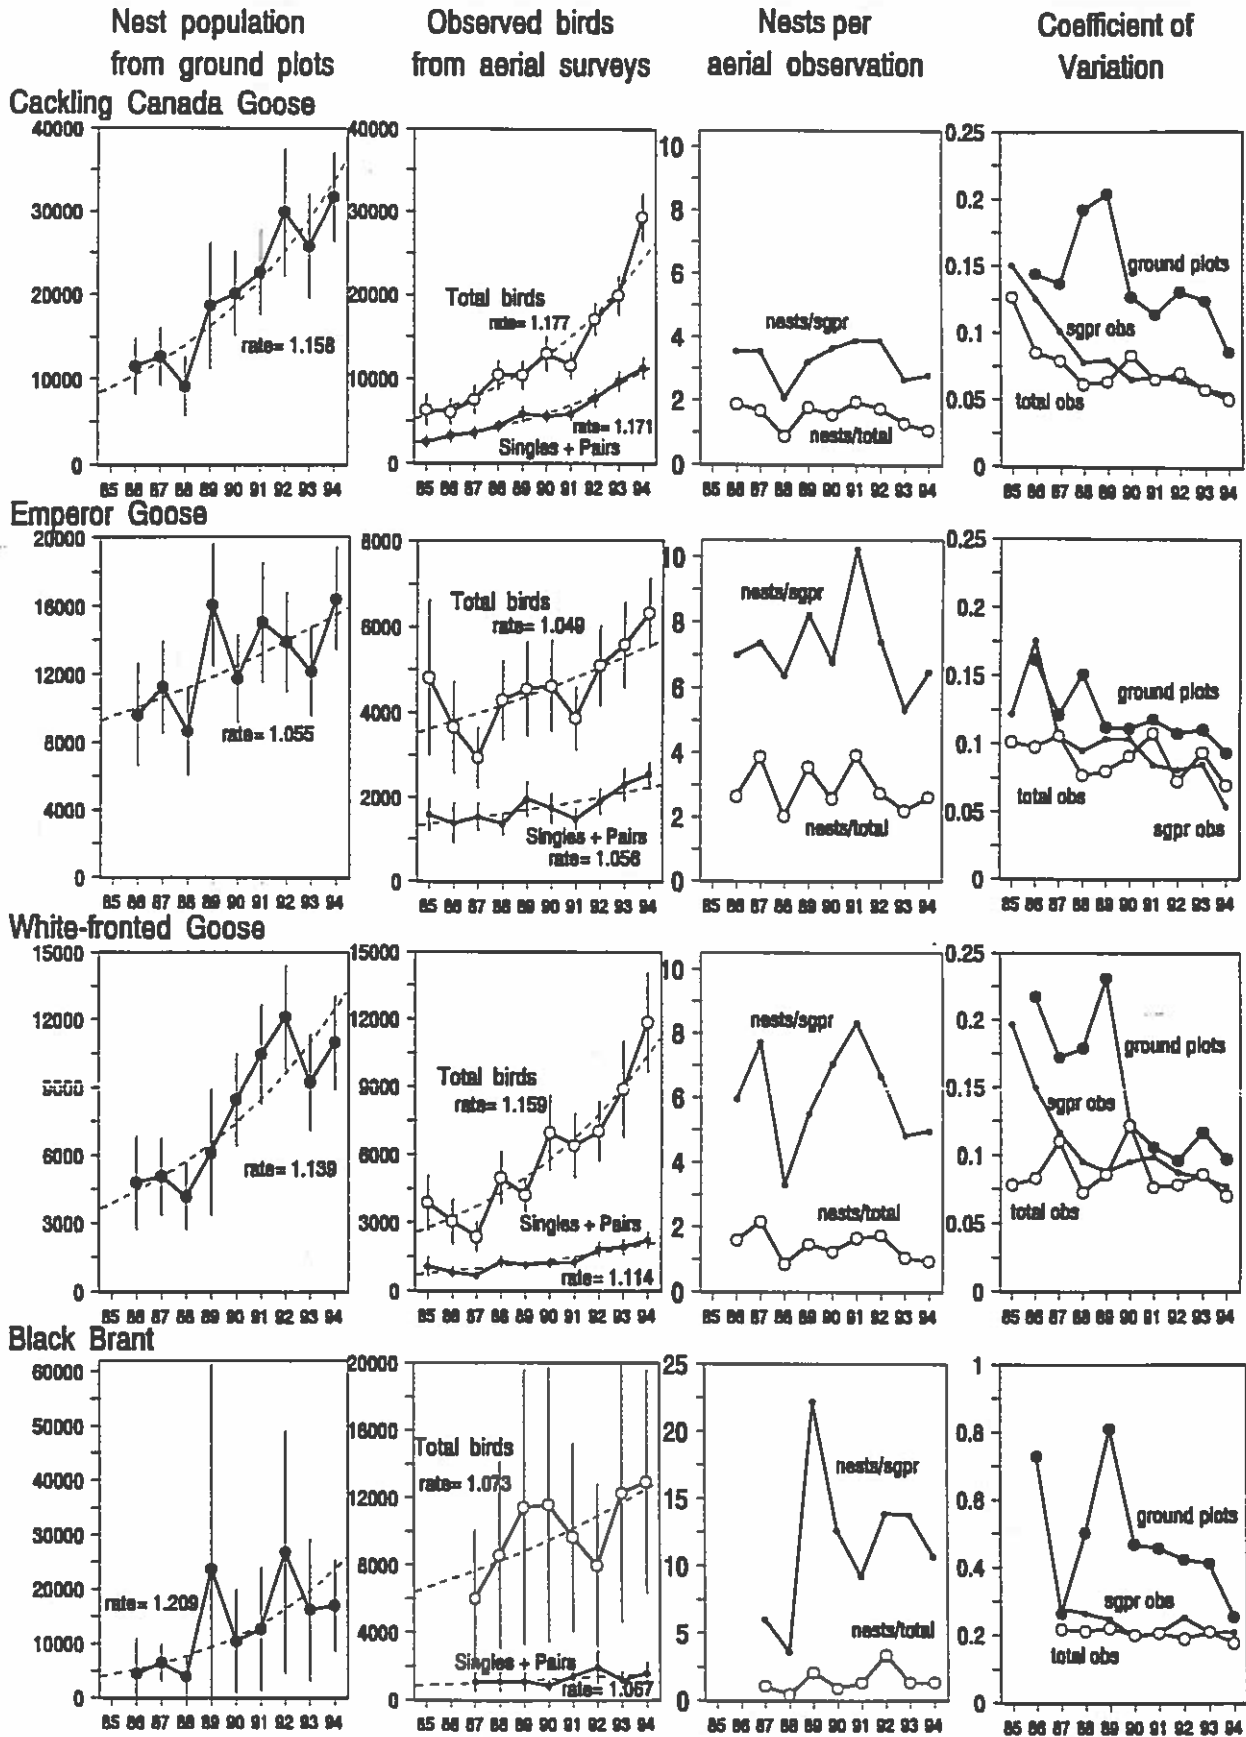 Nest population
from ground plots
Observed birds
from aerial surveys
Nests per
aerial observation
Coefficient of
Variation
Cackling Canada Goose
40000
30000
20000
10000
0
rate= 1.158
85 86 87 88 89 90 91 92 93 94
40000
30000
20000
10000
0
Total birds
rate= 1.177
rate= 1.171
Singles + Pairs
85 86 87 88 89 90 91 92 93 94
10
8
6
4
2
0
nests/sgpr
nests/total
85 86 87 88 89 90 91 92 93 94
0.25
0.2
0.15
0.1
0.05
0
ground plots
sgpr obs
total obs
85 86 87 88 89 90 91 92 93 94
Emperor Goose
20000
16000
12000
8000
4000
0
rate= 1.055
85 86 87 88 89 90 91 92 93 94
8000
6000
4000
2000
0
Total birds
rate= 1.049
Singles + Pairs
rate= 1.056
85 86 87 88 89 90 91 92 93 94
10
8
6
4
2
0
nests/sgpr
nests/total
85 86 87 88 89 90 91 92 93 94
0.25
0.2
0.15
0.1
0.05
0
ground plots
total obs
sgpr obs
85 86 87 88 89 90 91 92 93 94
White-fronted Goose
15000
12000
9000
6000
3000
0
rate= 1.139
85 86 87 88 89 90 91 92 93 94
15000
12000
9000
6000
3000
0
Total birds
rate= 1.159
Singles + Pairs
rate= 1.114
85 86 87 88 89 90 91 92 93 94
10
8
6
4
2
0
nests/sgpr
nests/total
85 86 87 88 89 90 91 92 93 94
0.25
0.2
0.15
0.1
0.05
0
ground plots
sgpr obs
total obs
85 86 87 88 89 90 91 92 93 94
Black Brant
60000
50000
40000
30000
20000
10000
0
rate= 1.209
85 86 87 88 89 90 91 92 93 94
20000
16000
12000
8000
4000
0
Total birds
rate= 1.073
Singles + Pairs
rate= 1.067
85 86 87 88 89 90 91 92 93 94
25
20
15
10
5
0
nests/sgpr
nests/total
85 86 87 88 89 90 91 92 93 94
1
0.8
0.6
0.4
0.2
0
ground plots
sgpr obs
total obs
85 86 87 88 89 90 91 92 93 94